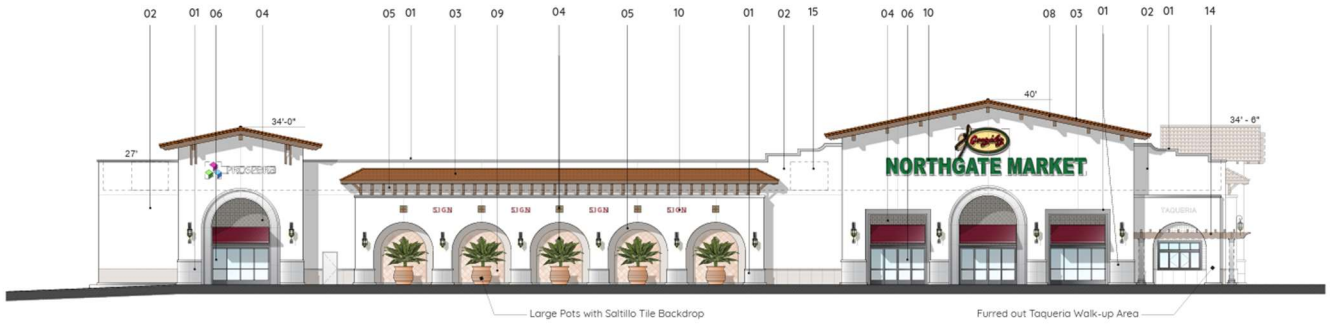 02 01 06 04 05 01 03 09 04 05 10 01 02 15 04 06 10 08 03 01 02 01 14
40'
34'-0"
34' - 6"
27'
Gonzalez
NORTHGATE MARKET
PROSPERA
SIGN SIGN SIGN SIGN
TAQUERIA
Large Pots with Saltillo Tile Backdrop
Furred out Taqueria Walk-up Area